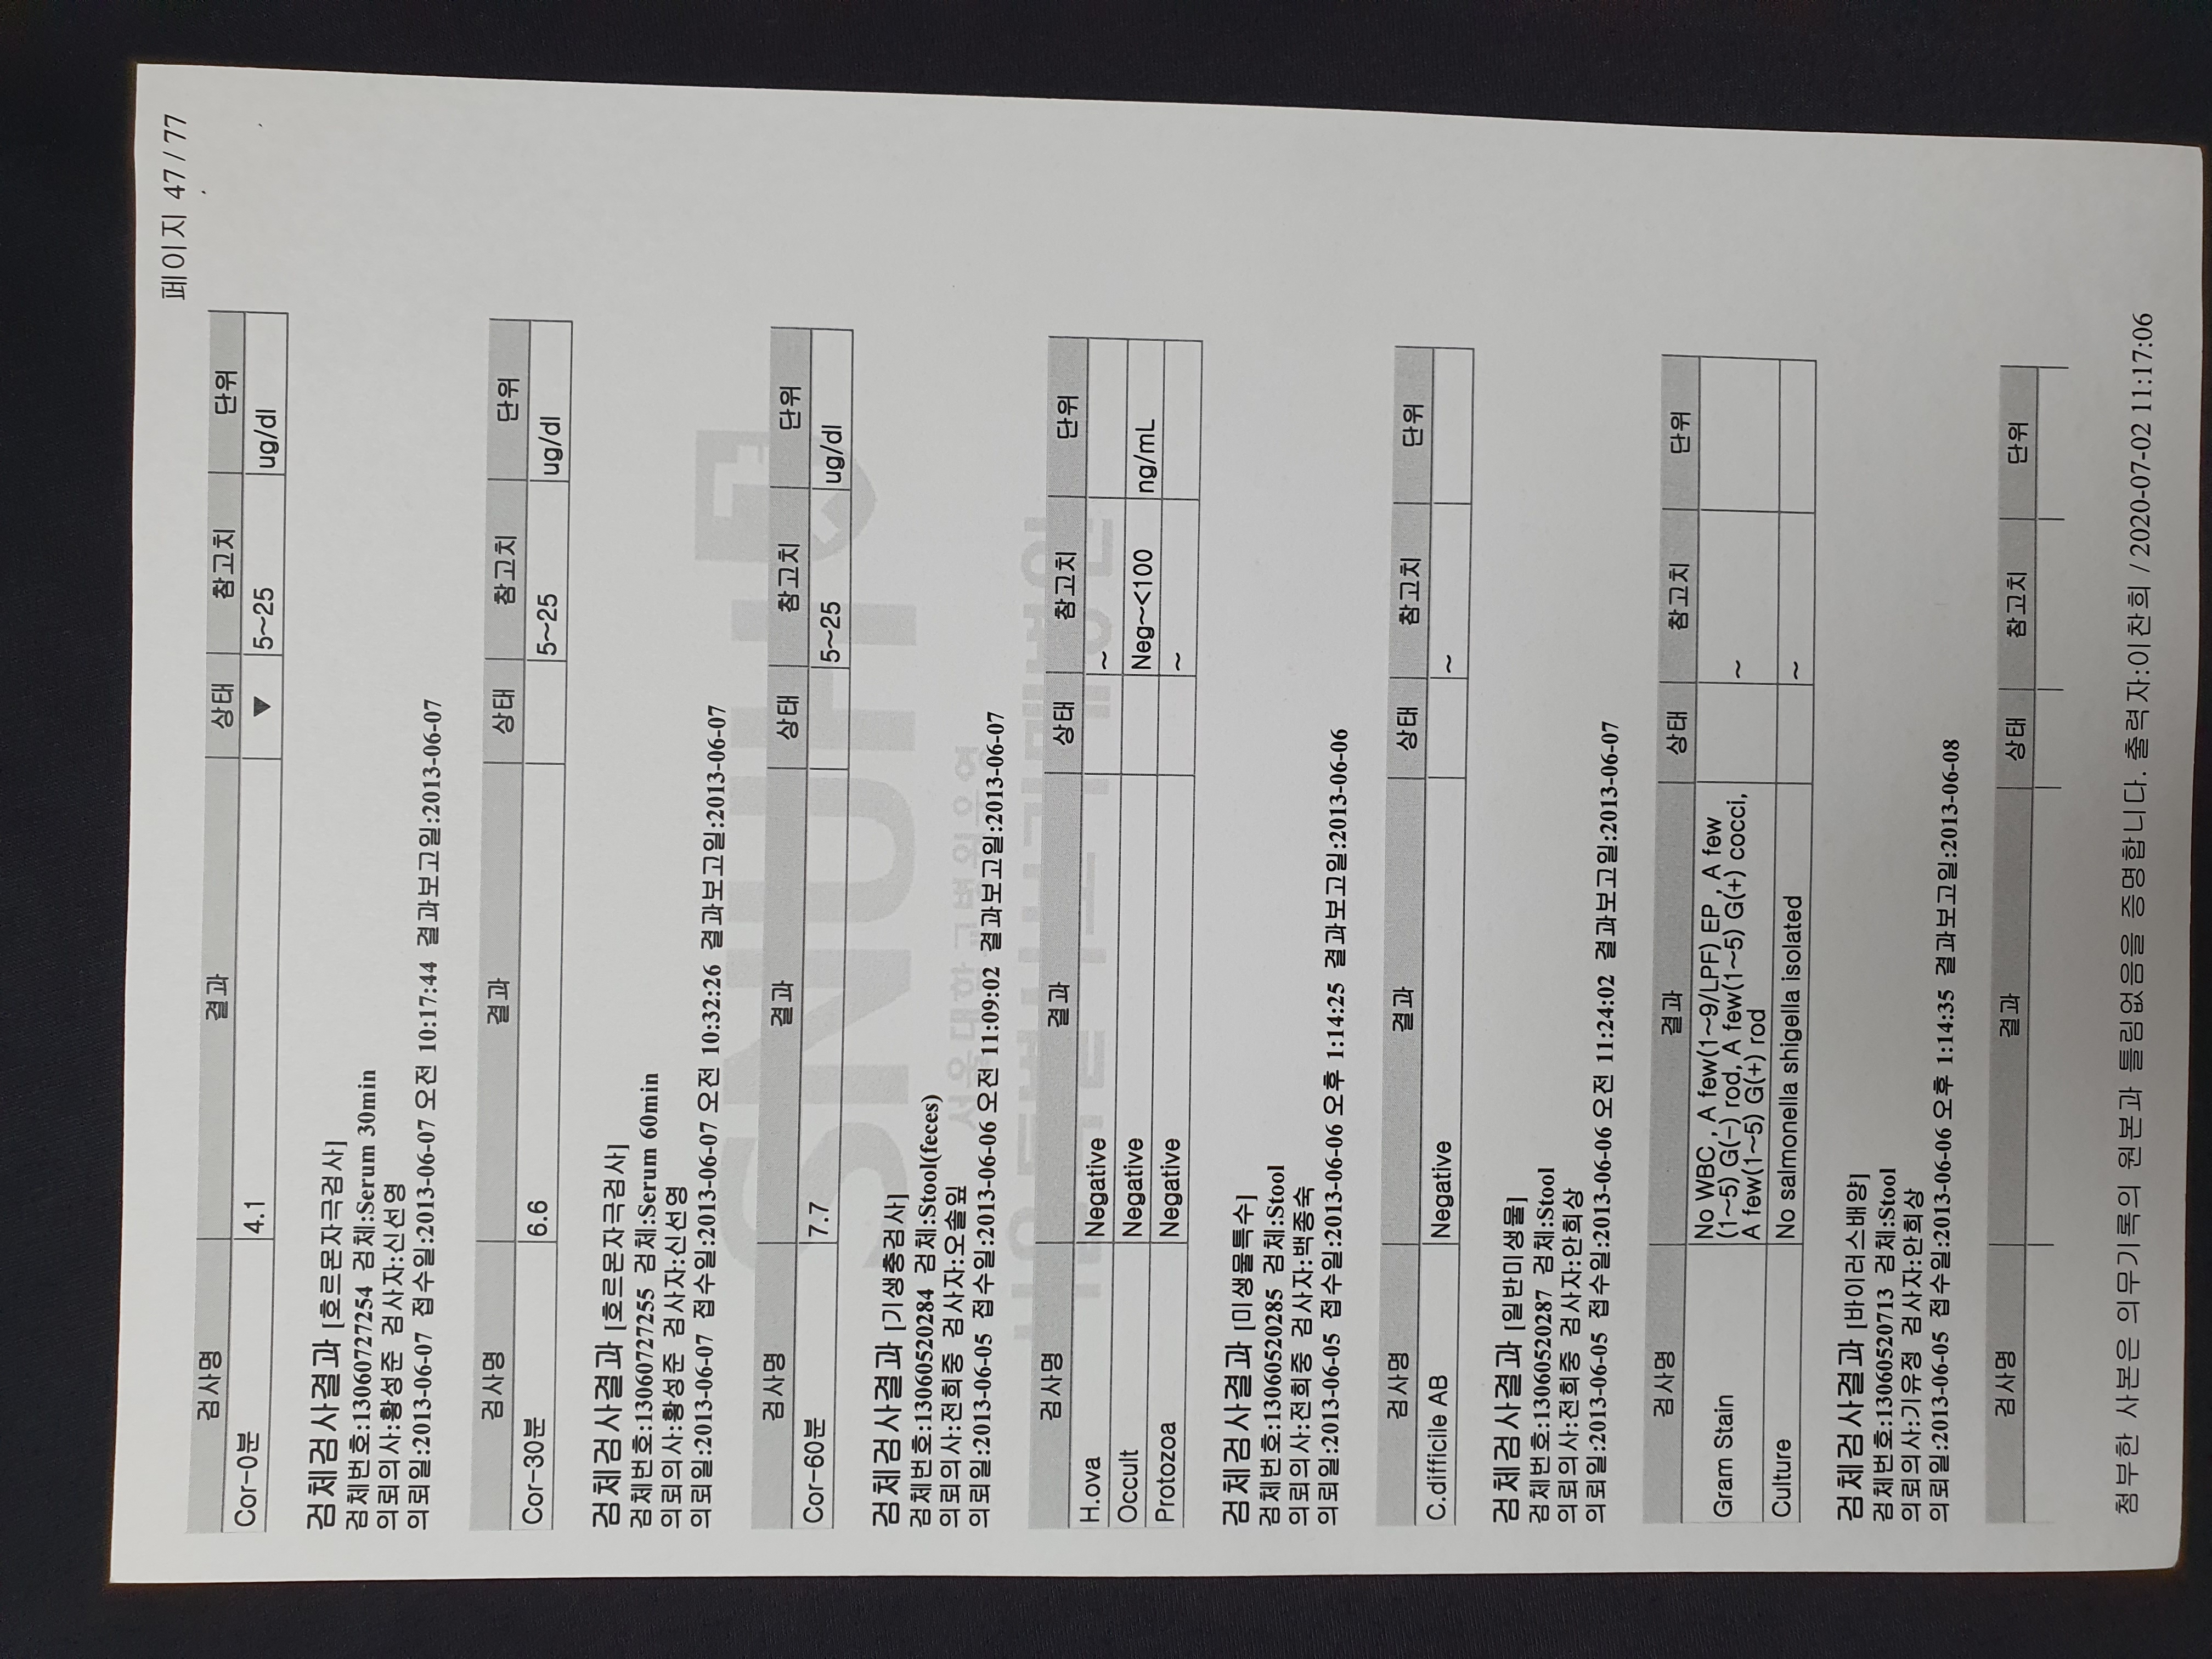 페이지 47 / 77
검사명 결과 상태 참고치 단위
Cor-0분 4.1 ▼ 5~25 ug/dl
검체검사결과 [호르몬자극검사]
검체번호:13060727254 검체:Serum 30min
의뢰의사:황성준 검사자:신선영
의뢰일:2013-06-07 접수일:2013-06-07 오전 10:17:44 결과보고일:2013-06-07
검사명 결과 상태 참고치 단위
Cor-30분 6.6 5~25 ug/dl
검체검사결과 [호르몬자극검사]
검체번호:13060727255 검체:Serum 60min
의뢰의사:황성준 검사자:신선영
의뢰일:2013-06-07 접수일:2013-06-07 오전 10:32:26 결과보고일:2013-06-07
SNUH
검사명 결과 상태 참고치 단위
Cor-60분 7.7 5~25 ug/dl
검체검사결과 [기생충검사]
검체번호:13060520284 검체:Stool(feces)
의뢰의사:전희중 검사자:오솔잎
서울대학교병원운영
의뢰일:2013-06-05 접수일:2013-06-06 오전 11:09:02 결과보고일:2013-06-07
서울특별시보라매병원
검사명 결과 상태 참고치 단위
H.ova Negative ~
Occult Negative Neg~<100 ng/mL
Protozoa Negative ~
검체검사결과 [미생물특수]
검체번호:13060520285 검체:Stool
의뢰의사:전희중 검사자:백종숙
의뢰일:2013-06-05 접수일:2013-06-06 오후 1:14:25 결과보고일:2013-06-06
검사명 결과 상태 참고치 단위
C.difficile AB Negative ~
검체검사결과 [일반미생물]
검체번호:13060520287 검체:Stool
의뢰의사:전희중 검사자:안희상
의뢰일:2013-06-05 접수일:2013-06-06 오전 11:24:02 결과보고일:2013-06-07
검사명 결과 상태 참고치 단위
No WBC , A few(1~9/LPF) EP , A few
Gram Stain (1~5) G(-) rod, A few(1~5) G(+) cocci, ~
A few(1~5) G(+) rod
Culture No salmonella shigella isolated ~
검체검사결과 [바이러스배양]
검체번호:13060520713 검체:Stool
의뢰의사:기유정 검사자:안희상
의뢰일:2013-06-05 접수일:2013-06-06 오후 1:14:35 결과보고일:2013-06-08
검사명 결과 상태 참고치 단위
첨부한 사본은 의무기록의 원본과 틀림없음을 증명합니다. 출력자:이찬희 / 2020-07-02 11:17:06